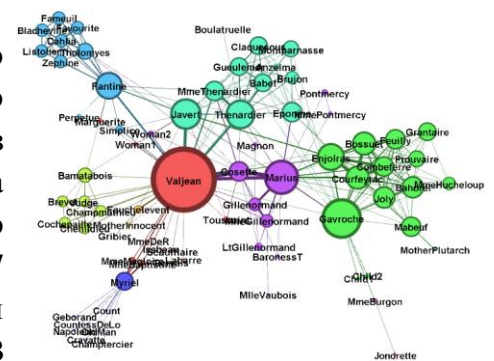 Fameuil
Blacheville
Favourite
Dahlia
Listolier
Tholomyes
Zephine
Fantine
Boulatruelle
Claquesous
Montparnasse
Gueulemer
Anzelma
Babet
Brujon
MmeThenardier
Javert
Thenardier
Eponine
Pontmercy
MmePontmercy
Perpetue
Marguerite
Simplice
Woman2
Woman1
Magnon
Valjean
Cosette
Marius
Enjolras
Bossuet
Feuilly
Grantaire
Combeferre
Prouvaire
Courfeyrac
Bahorel
MmeHucheloup
Joly
Gavroche
Mabeuf
MotherPlutarch
Bamatabois
Brevet
Judge
Champmathieu
Cochepaille
Chenildieu
Fauchelevent
MotherInnocent
Gribier
Toussaint
Gillenormand
MlleGillenormand
LtGillenormand
BaronessT
MlleVaubois
MmeDeR
Isabeau
Scaufflaire
Labarre
MmeMagloire
MlleBaptistine
Myriel
Count
Geborand
CountessDeLo
Napoleon
OldMan
Cravatte
Champtercier
Child2
Child1
MmeBurgon
Jondrette